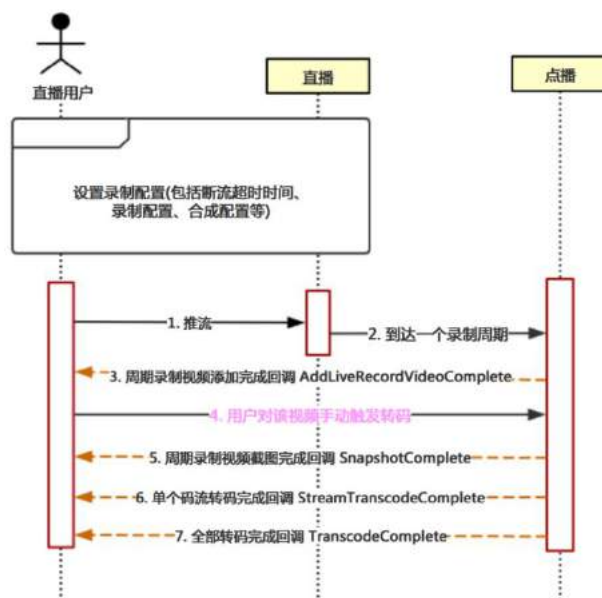 直播用户
直播
点播
设置录制配置(包括断流超时时间、
录制配置、合成配置等)
1. 推流
2. 到达一个录制周期
3. 周期录制视频添加完成回调 AddLiveRecordVideoComplete
4. 用户对该视频手动触发转码
5. 周期录制视频截图完成回调 SnapshotComplete
6. 单个码流转码完成回调 StreamTranscodeComplete
7. 全部转码完成回调 TranscodeComplete